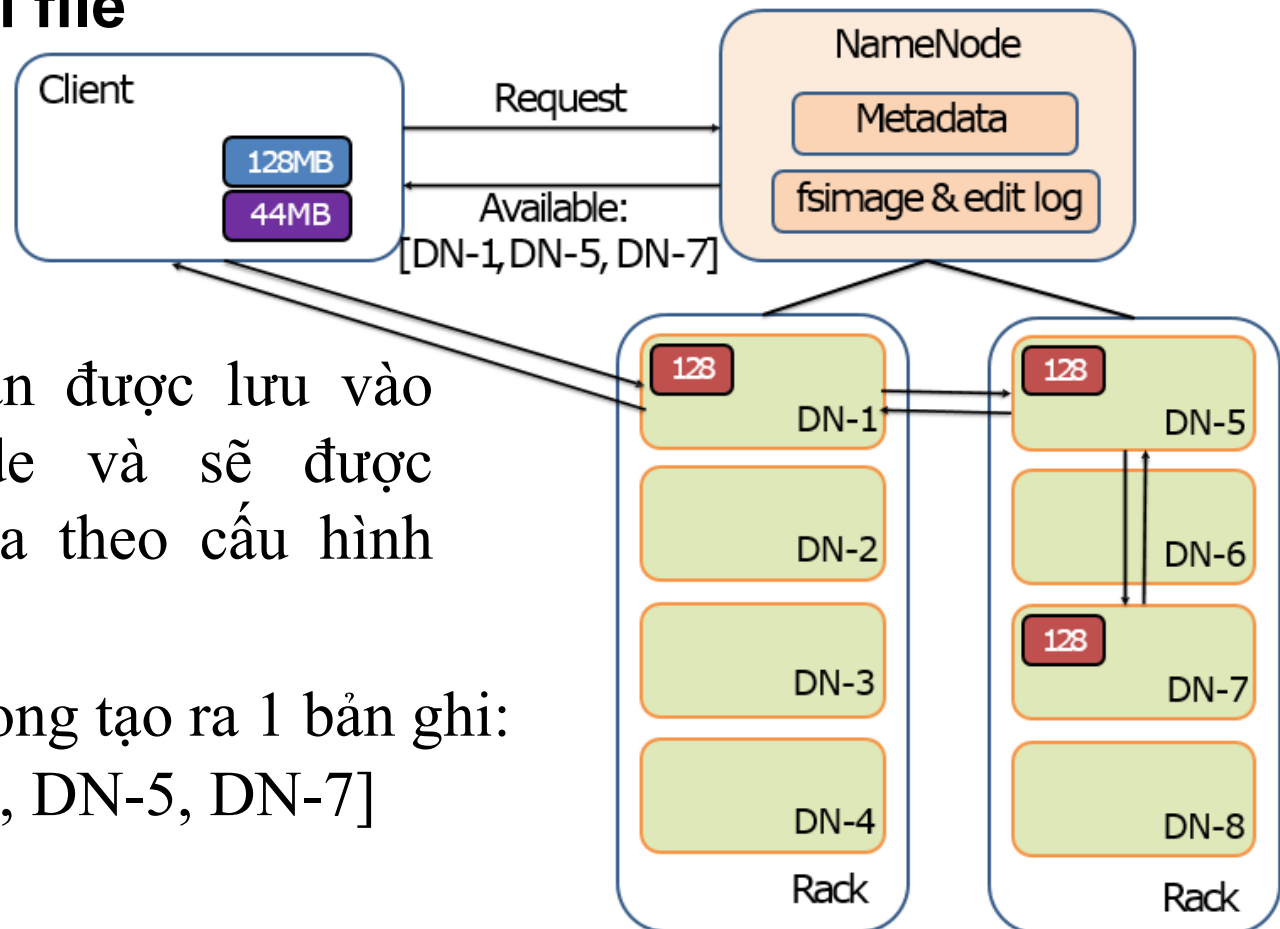 l file
Client
128MB
44MB
Request
Available:
[DN-1, DN-5, DN-7]
NameNode
Metadata
fsimage & edit log
được lưu vào
và sẽ được
a theo cấu hình
ong tạo ra 1 bản ghi:
, DN-5, DN-7]
128
DN-1
DN-2
DN-3
DN-4
Rack
128
DN-5
DN-6
128
DN-7
DN-8
Rack